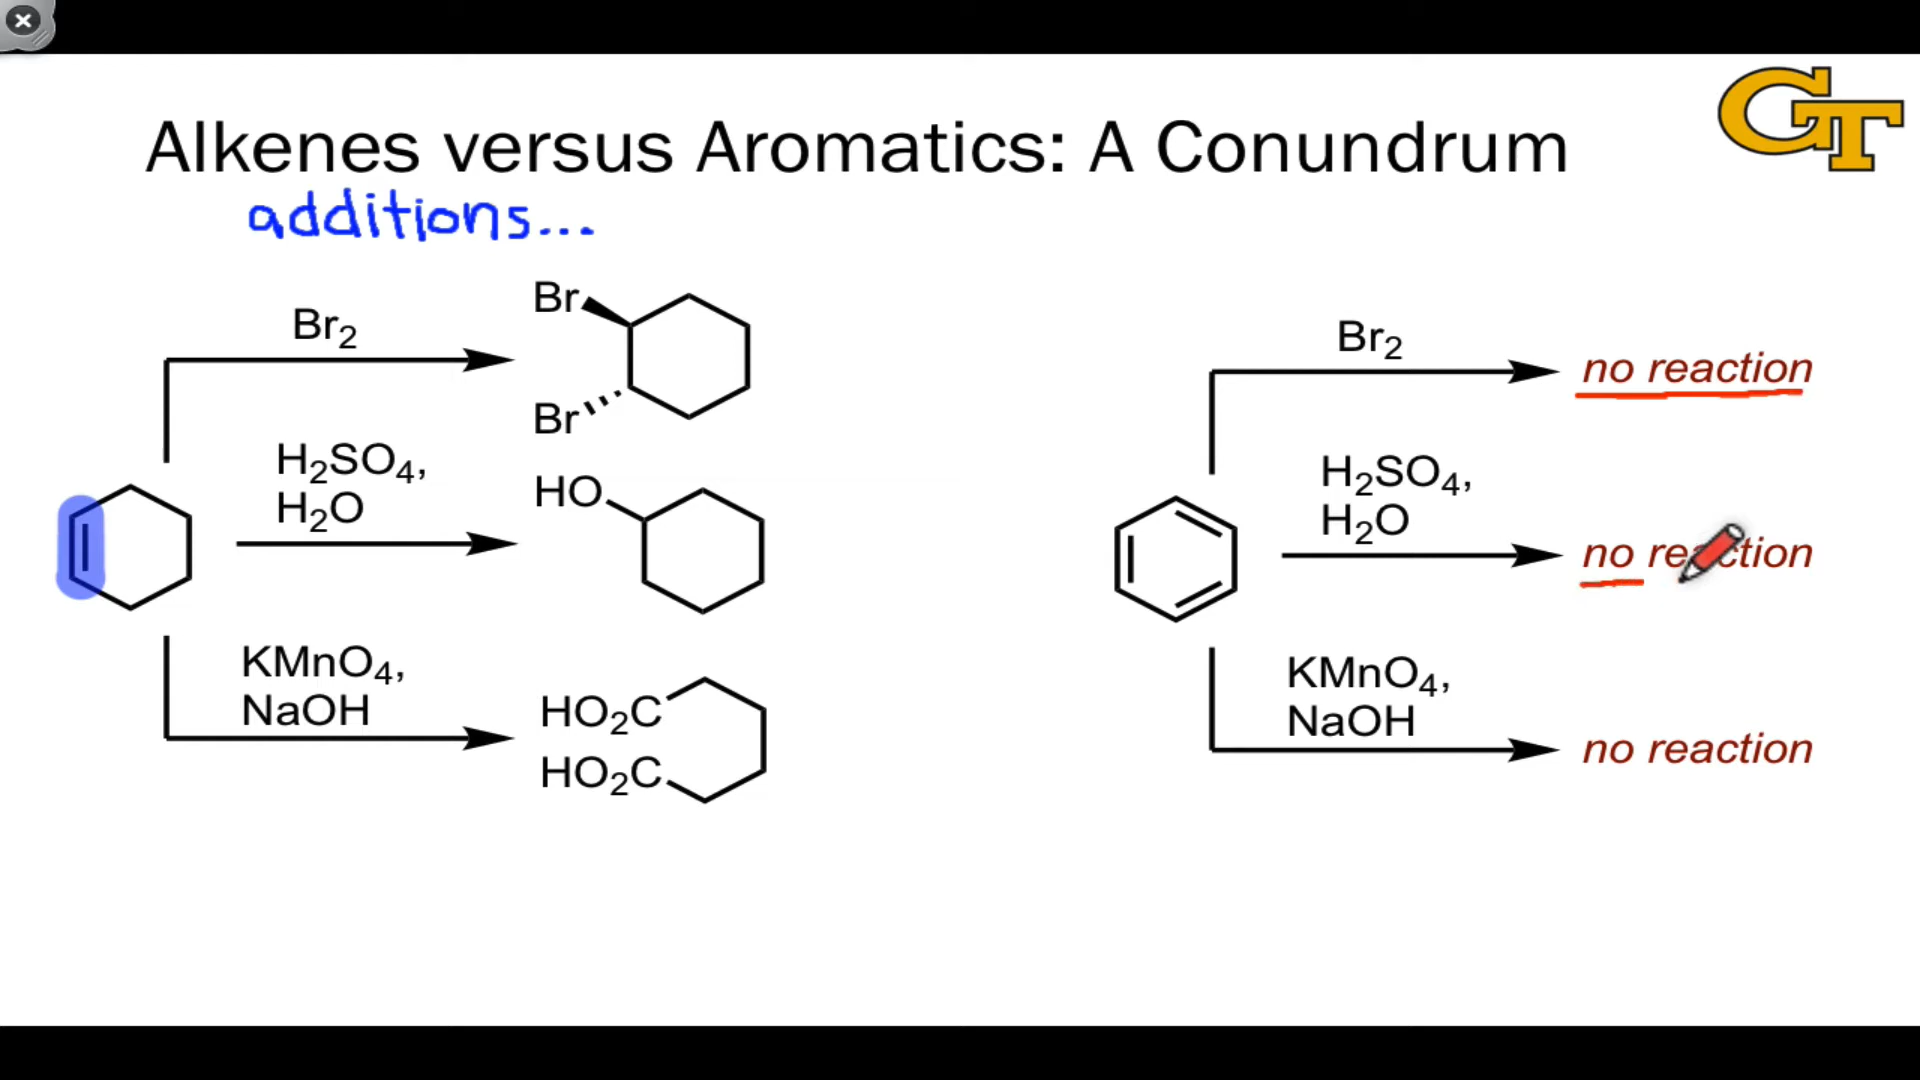 Alkenes versus Aromatics: A Conundrum
GT
additions...
Br₂
Br
Br
H₂SO₄,
H₂O
HO
KMnO₄,
NaOH
HO₂C
HO₂C
Br₂
no reaction
H₂SO₄,
H₂O
no reaction
KMnO₄,
NaOH
no reaction